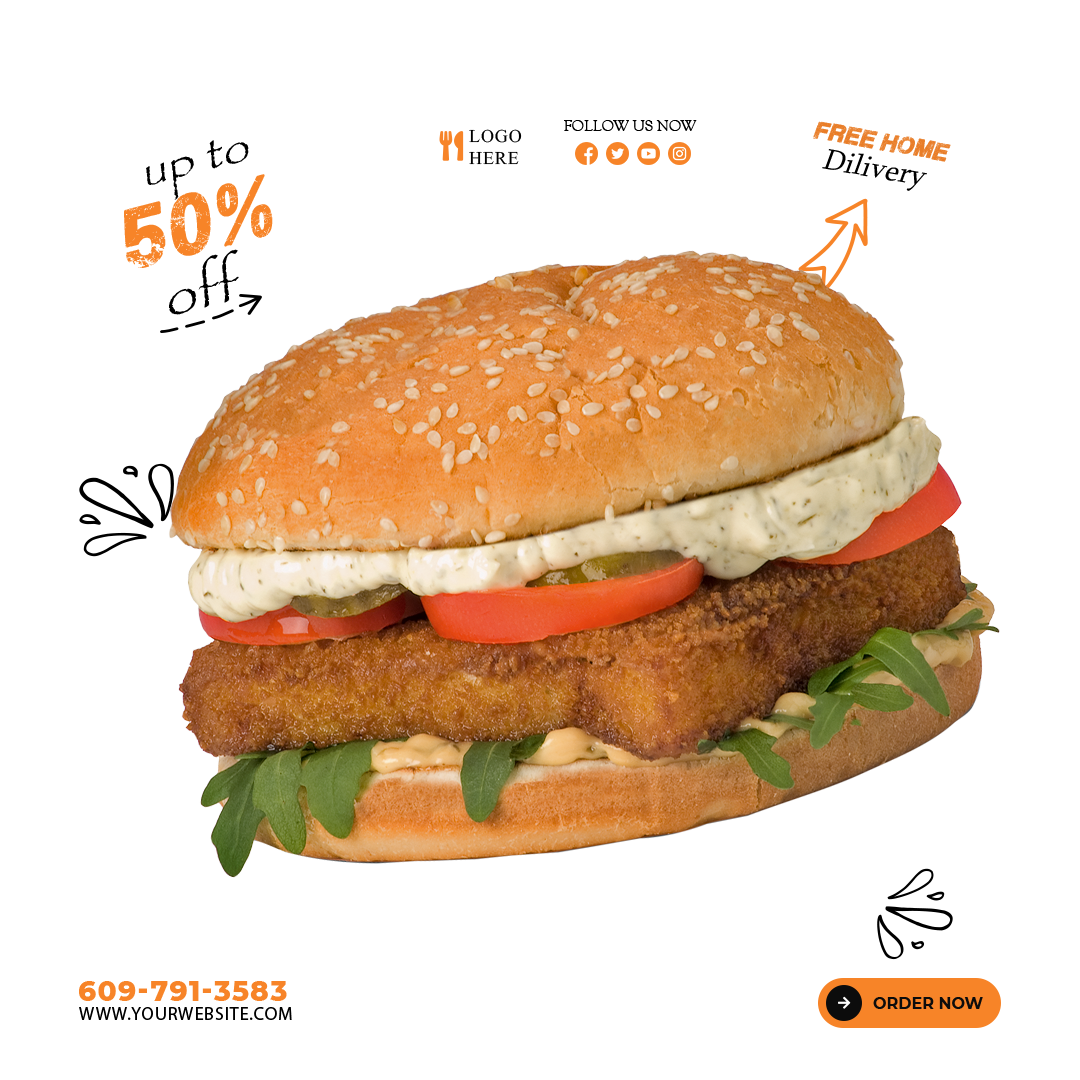 up to
50%
off
LOGO
HERE
FOLLOW US NOW
FREE HOME
Dilivery
609-791-3583
WWW.YOURWEBSITE.COM
ORDER NOW